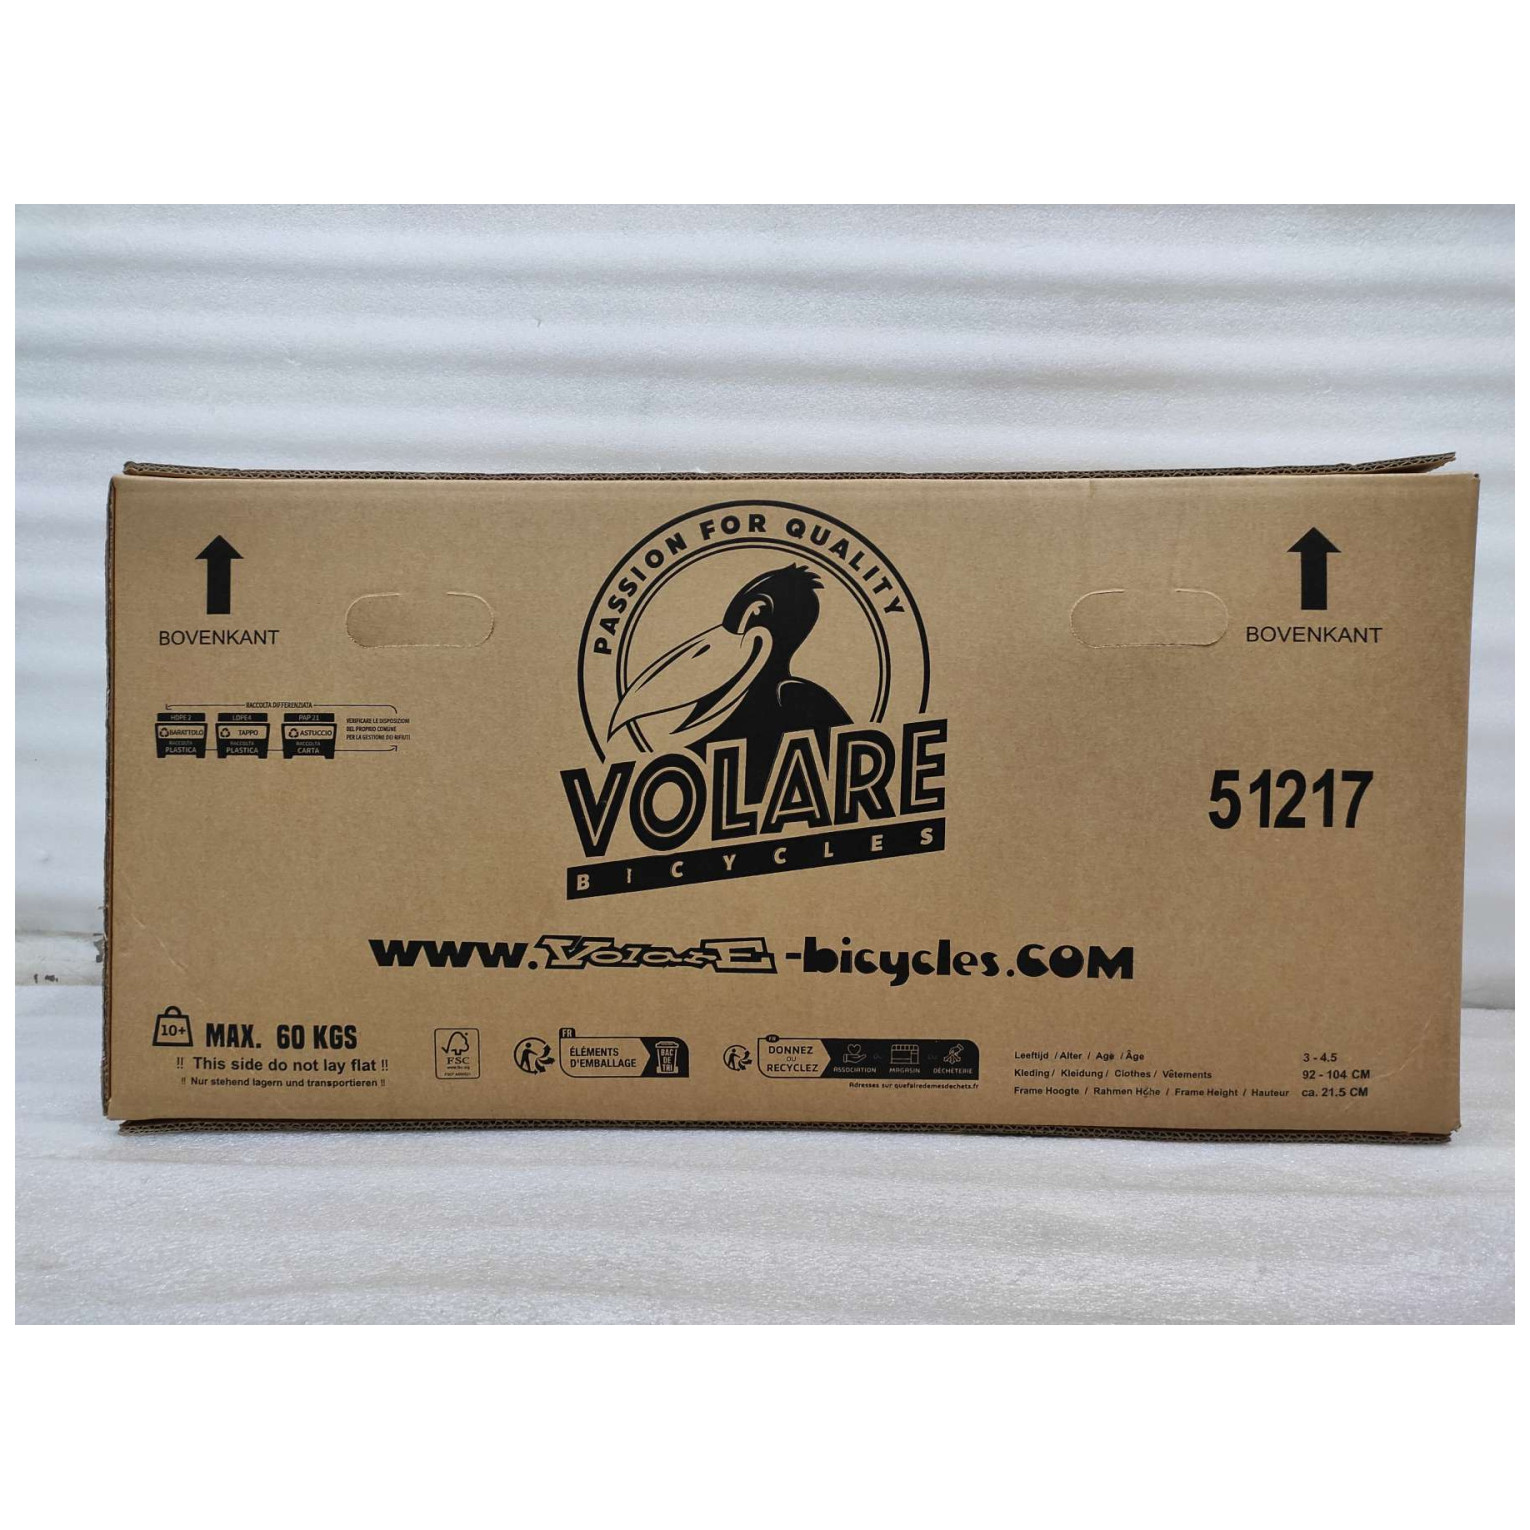 PASSION FOR QUALITY
VOLARE
BICYCLES
BOVENKANT
BOVENKANT
RACCOLTA DIFFERENZIATA
HDPE 2
BARATTOLO
RACCOLTA
PLASTICA
LDPE4
TAPPO
RACCOLTA
PLASTICA
PAP 21
ASTUCCIO
RACCOLTA
CARTA
VERIFICARE LE DISPOSIZIONI
DEL PROPRIO COMUNE
PER LA GESTIONE DEI RIFIUTI
51217
www.VolarE-bicycles.COM
10+
MAX. 60 KGS
!! This side do not lay flat !!
!! Nur stehend lagern und transportieren !!
FSC
FR
ÉLÉMENTS
D'EMBALLAGE
BAC
DE
TRI
FR
DONNEZ
OU
RECYCLEZ
ASSOCIATION
OU
MAGASIN
OU
DÉCHÈTERIE
Adresses sur quefairedemesdechets.fr
Leeftijd / Alter / Age / Âge 3 - 4,5
Kleding / Kleidung / Clothes / Vêtements 92 - 104 CM
Frame Hoogte / Rahmen Höhe / Frame Height / Hauteur ca. 21.5 CM